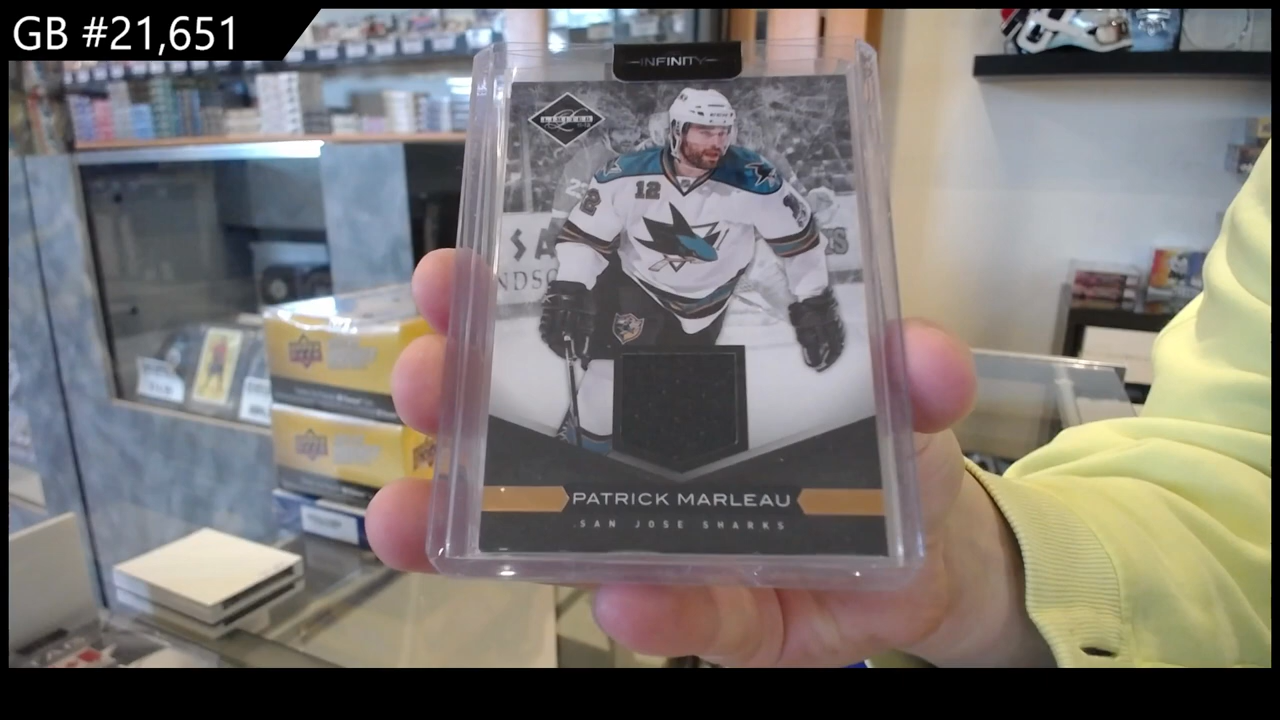 GB #21,651
INFINITY
LIMITED
12
PATRICK MARLEAU
SAN JOSE SHARKS